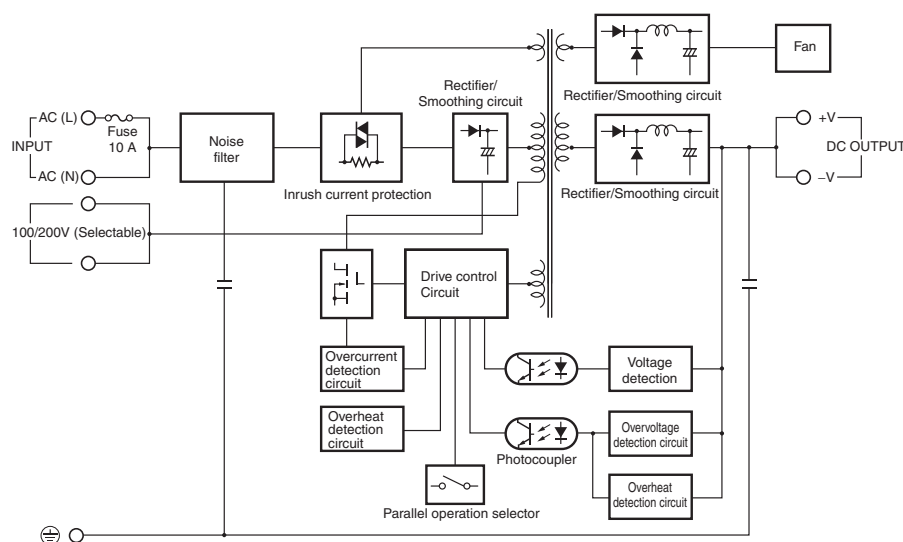 Fan
Rectifier/
Smoothing circuit
Rectifier/Smoothing circuit
AC (L)
Fuse
10 A
INPUT
Noise
filter
+V
DC OUTPUT
AC (N)
–V
Inrush current protection
Rectifier/Smoothing circuit
100/200V (Selectable)
Drive control
Circuit
Overcurrent
detection
circuit
Voltage
detection
Overheat
detection
circuit
Overvoltage
detection circuit
Photocoupler
Overheat
detection circuit
Parallel operation selector